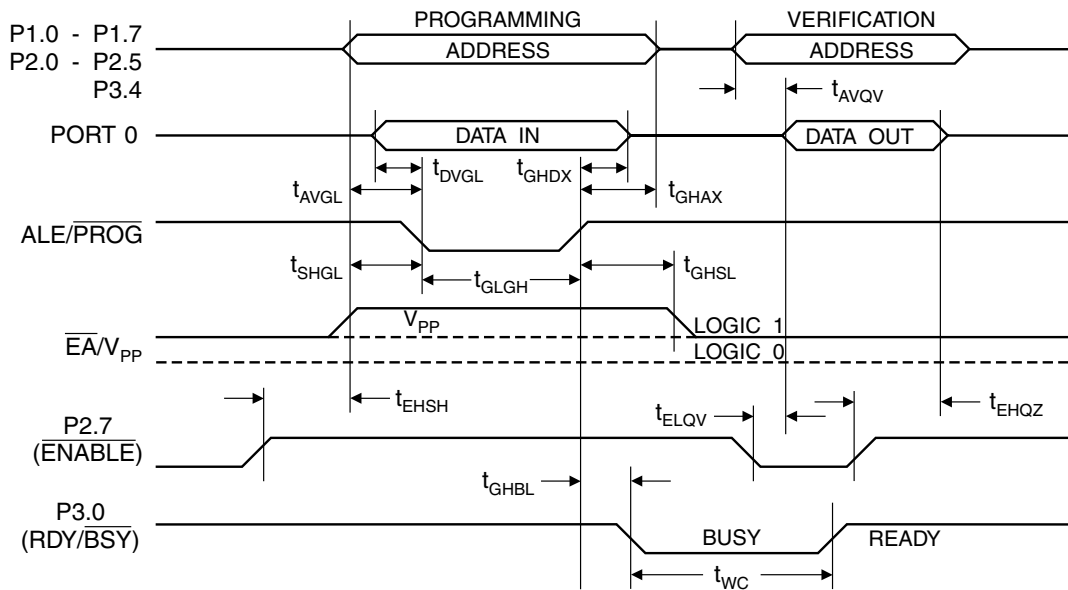 PROGRAMMING
VERIFICATION
P1.0 - P1.7
P2.0 - P2.5
P3.4
ADDRESS
ADDRESS
tAVQV
PORT 0
DATA IN
DATA OUT
tDVGL
tGHDX
tAVGL
tGHAX
ALE/PROG
tSHGL
tGLGH
tGHSL
VPP
LOGIC 1
EA/VPP
LOGIC 0
tEHSH
tELQV
tEHQZ
P2.7
(ENABLE)
tGHBL
P3.0
(RDY/BSY)
BUSY
READY
tWC